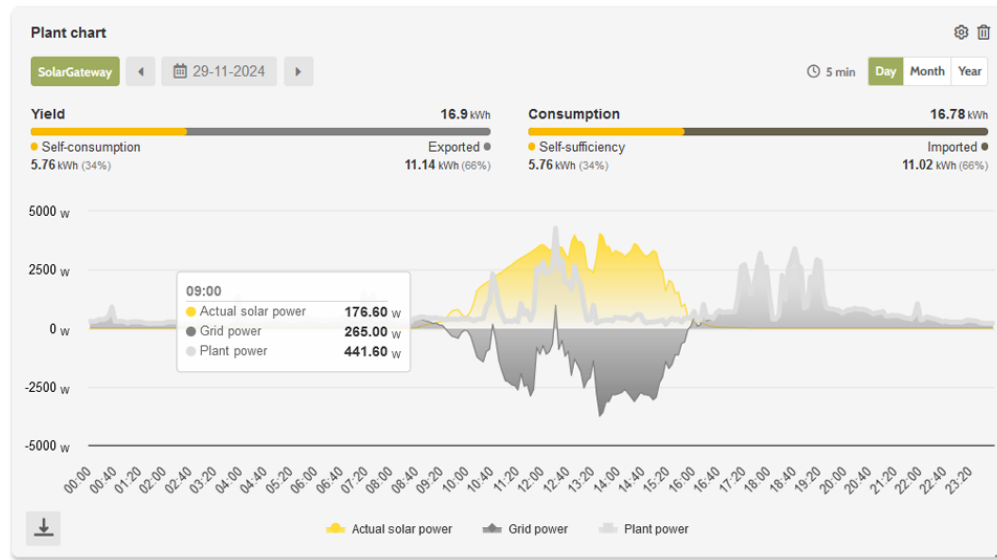 Plant chart
SolarGateway 29-11-2024 5 min Day Month Year
Yield 16.9 kWh
Self-consumption Exported
5.76 kWh (34%) 11.14 kWh (66%)
Consumption 16.78 kWh
Self-sufficiency Imported
5.76 kWh (34%) 11.02 kWh (66%)
5000 W
2500 W
0 W
-2500 W
-5000 W
09:00
Actual solar power 176.60 W
Grid power 265.00 W
Plant power 441.60 W
00:00 00:40 01:20 02:00 02:40 03:20 04:00 04:40 05:20 06:00 06:40 07:20 08:00 08:40 09:20 10:00 10:40 11:20 12:00 12:40 13:20 14:00 14:40 15:20 16:00 16:40 17:20 18:00 18:40 19:20 20:00 20:40 21:20 22:00 22:40 23:20
Actual solar power Grid power Plant power